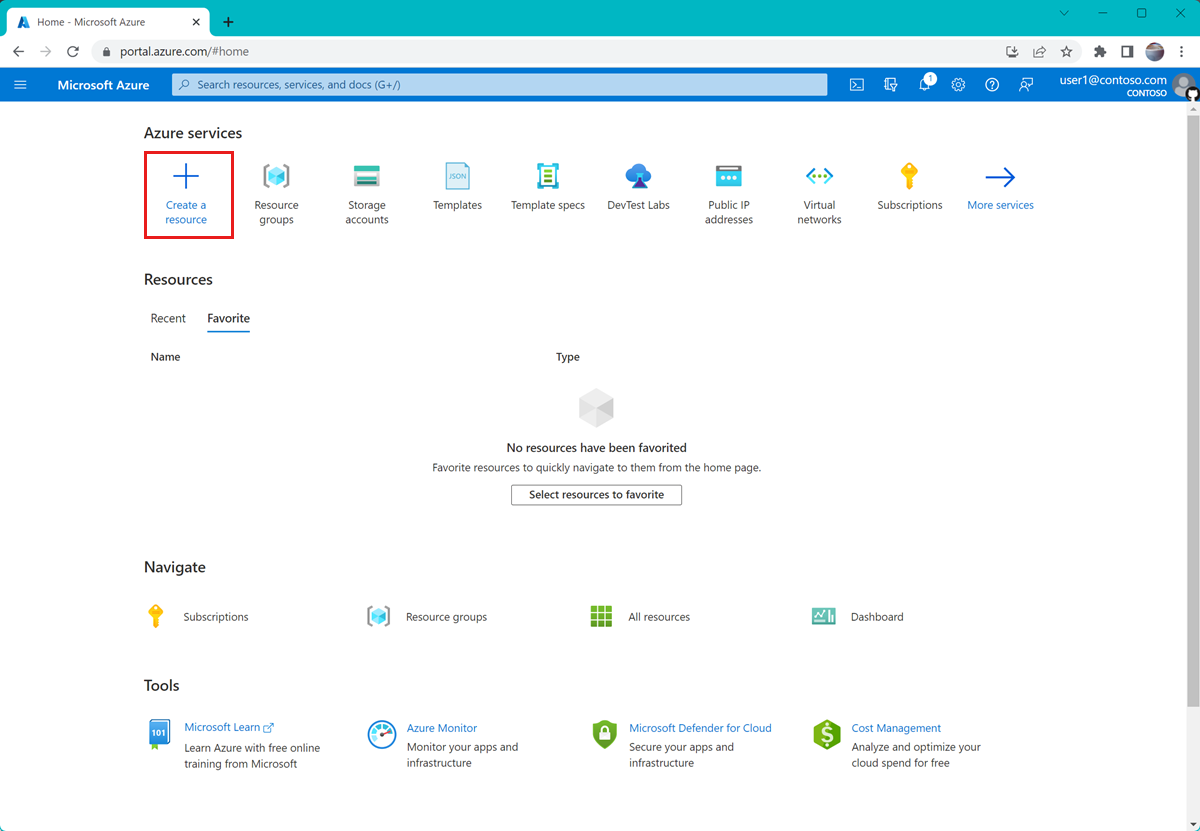 Home - Microsoft Azure
portal.azure.com/#home
Microsoft Azure
Search resources, services, and docs (G+/)
1
user1@contoso.com
CONTOSO
Azure services
Create a
resource
Resource
groups
Storage
accounts
JSON
Templates
Template specs
DevTest Labs
Public IP
addresses
Virtual
networks
Subscriptions
More services
Resources
Recent
Favorite
Name
Type
No resources have been favorited
Favorite resources to quickly navigate to them from the home page.
Select resources to favorite
Navigate
Subscriptions
Resource groups
All resources
Dashboard
Tools
101
Microsoft Learn
Learn Azure with free online
training from Microsoft
Azure Monitor
Monitor your apps and
infrastructure
Microsoft Defender for Cloud
Secure your apps and
infrastructure
$
Cost Management
Analyze and optimize your
cloud spend for free